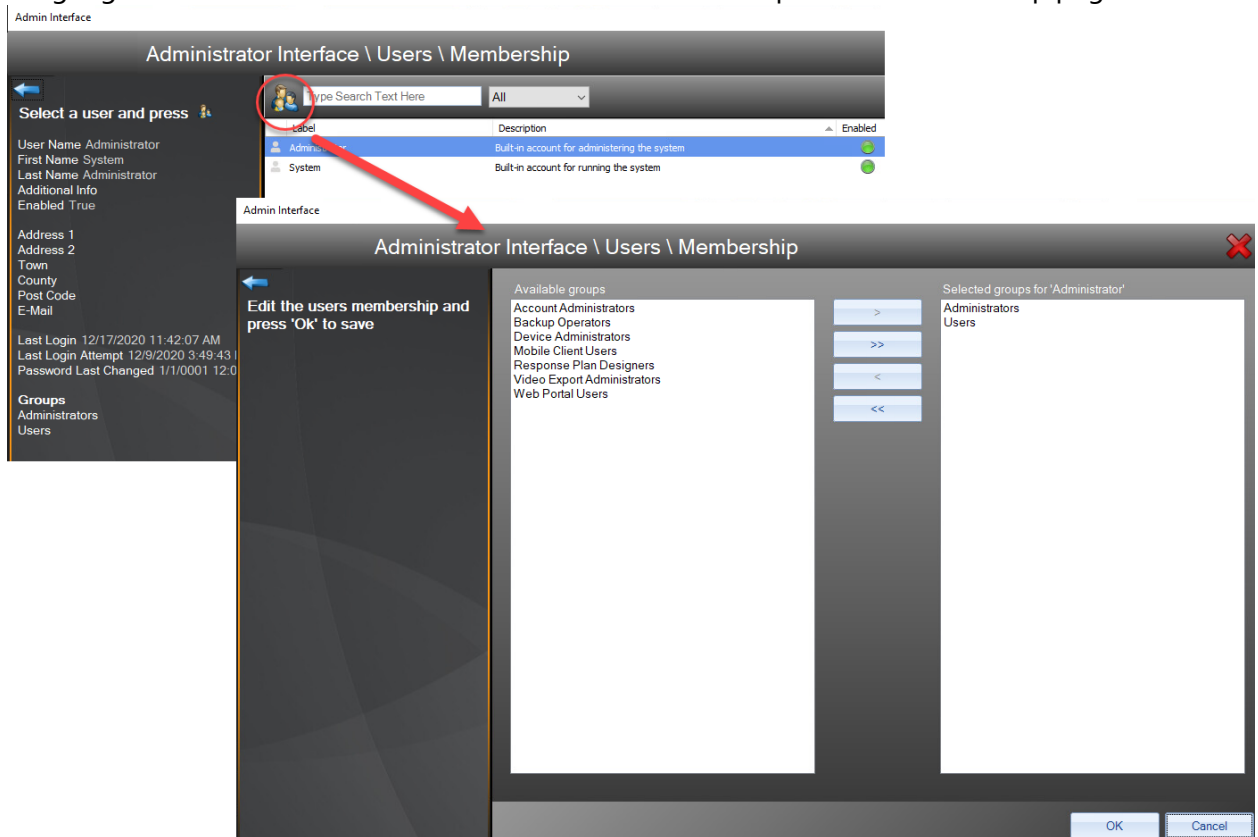 Admin Interface
Administrator Interface \ Users \ Membership
Select a user and press
Type Search Text Here
All
Label Description Enabled
Administrator Built-in account for administering the system
System Built-in account for running the system
User Name Administrator
First Name System
Last Name Administrator
Additional Info
Enabled True
Address 1
Address 2
Town
County
Post Code
E-Mail
Last Login 12/17/2020 11:42:07 AM
Last Login Attempt 12/9/2020 3:49:43
Password Last Changed 1/1/0001 12:0
Groups
Administrators
Users
Admin Interface
Administrator Interface \ Users \ Membership
Edit the users membership and
press 'Ok' to save
Available groups
Account Administrators
Backup Operators
Device Administrators
Mobile Client Users
Response Plan Designers
Video Export Administrators
Web Portal Users
>
>>
<
<<
Selected groups for 'Administrator'
Administrators
Users
OK
Cancel